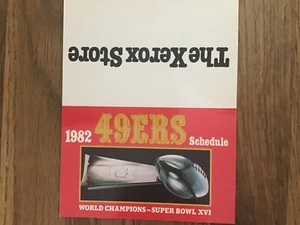 The Xerox Store
1982 49ERS Schedule
WORLD CHAMPIONS - SUPER BOWL XVI